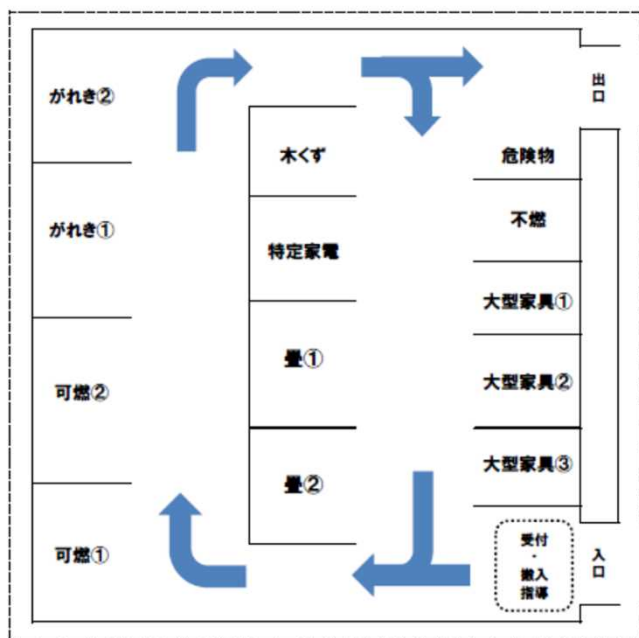 がれき②
がれき①
可燃②
可燃①
木くず
特定家電
畳①
畳②
危険物
不燃
大型家具①
大型家具②
大型家具③
受付
・
搬入
指導
出口
入口